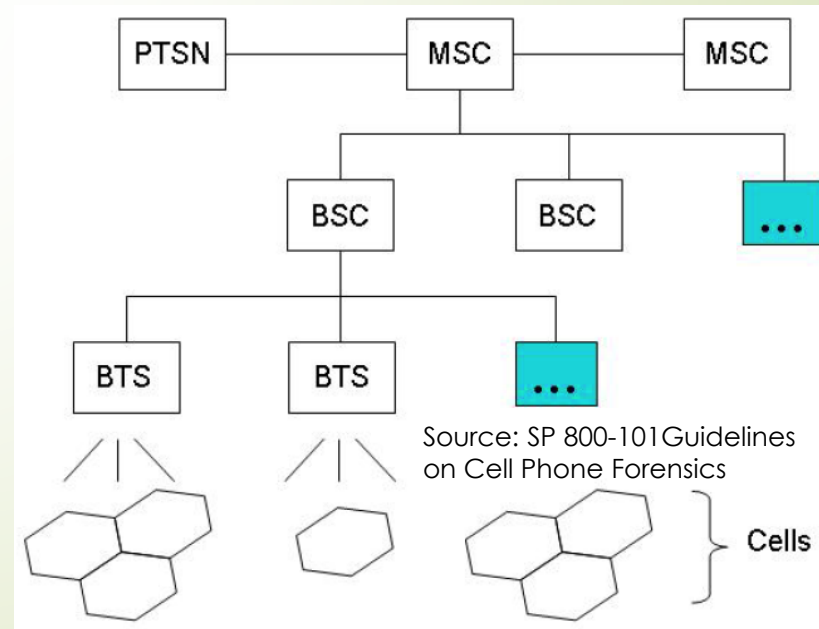 PTSN
MSC
MSC
BSC
BSC
...
BTS
BTS
...
Source: SP 800-101Guidelines
on Cell Phone Forensics
Cells